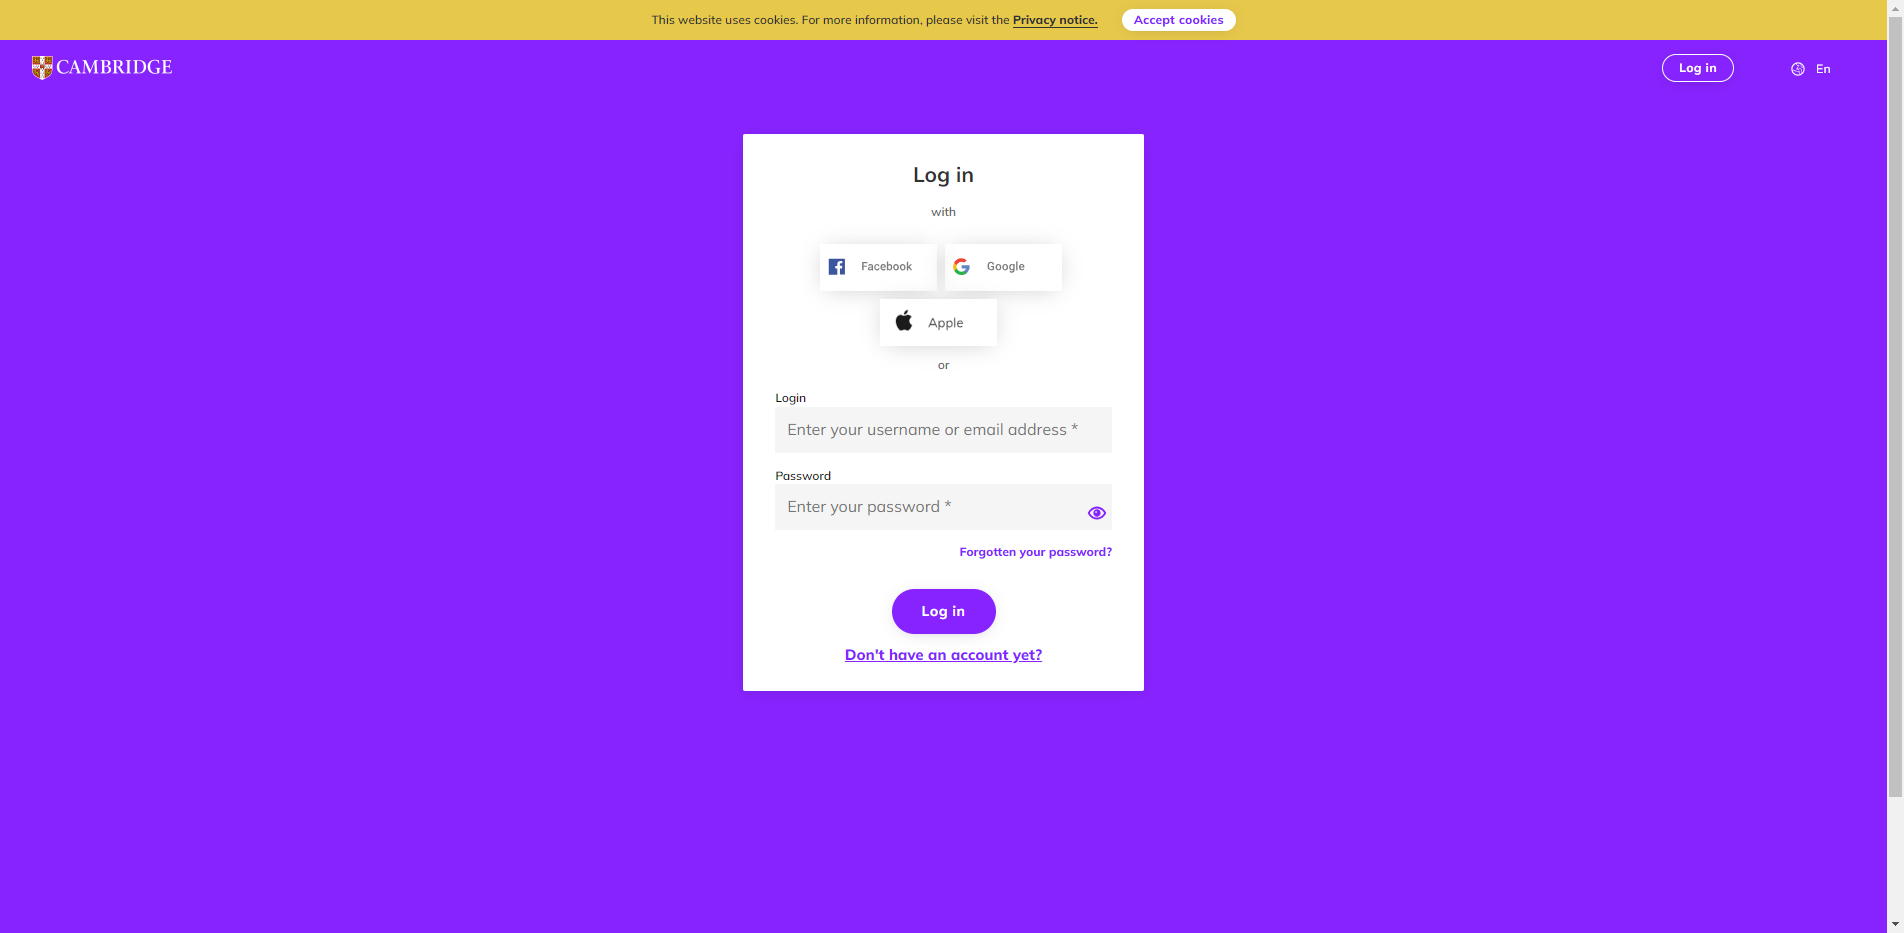 This website uses cookies. For more information, please visit the Privacy notice. Accept cookies
CAMBRIDGE
Log in
En
Log in
with
Facebook
Google
Apple
or
Login
Enter your username or email address *
Password
Enter your password *
Forgotten your password?
Log in
Don't have an account yet?